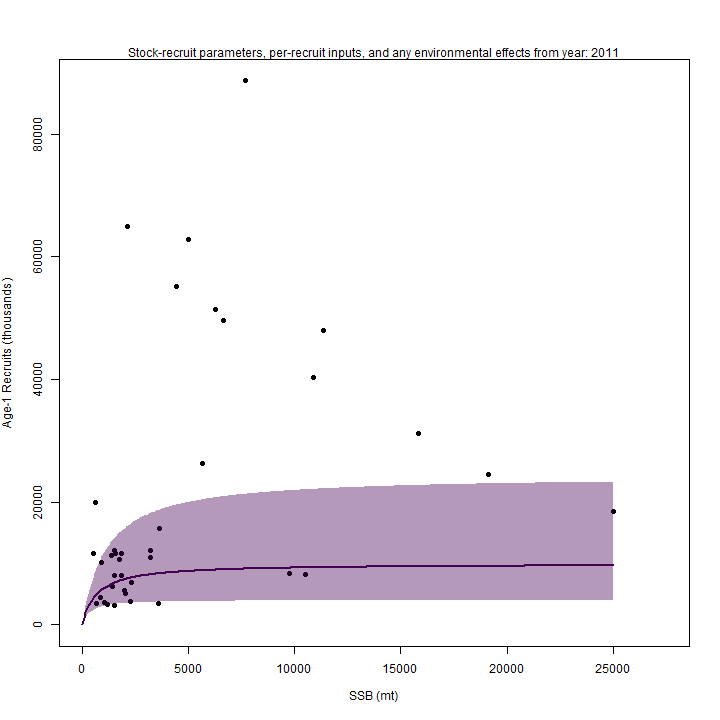 Stock-recruit parameters, per-recruit inputs, and any environmental effects from year: 2011
Age-1 Recruits (thousands)
80000
60000
40000
20000
0
0 5000 10000 15000 20000 25000
SSB (mt)